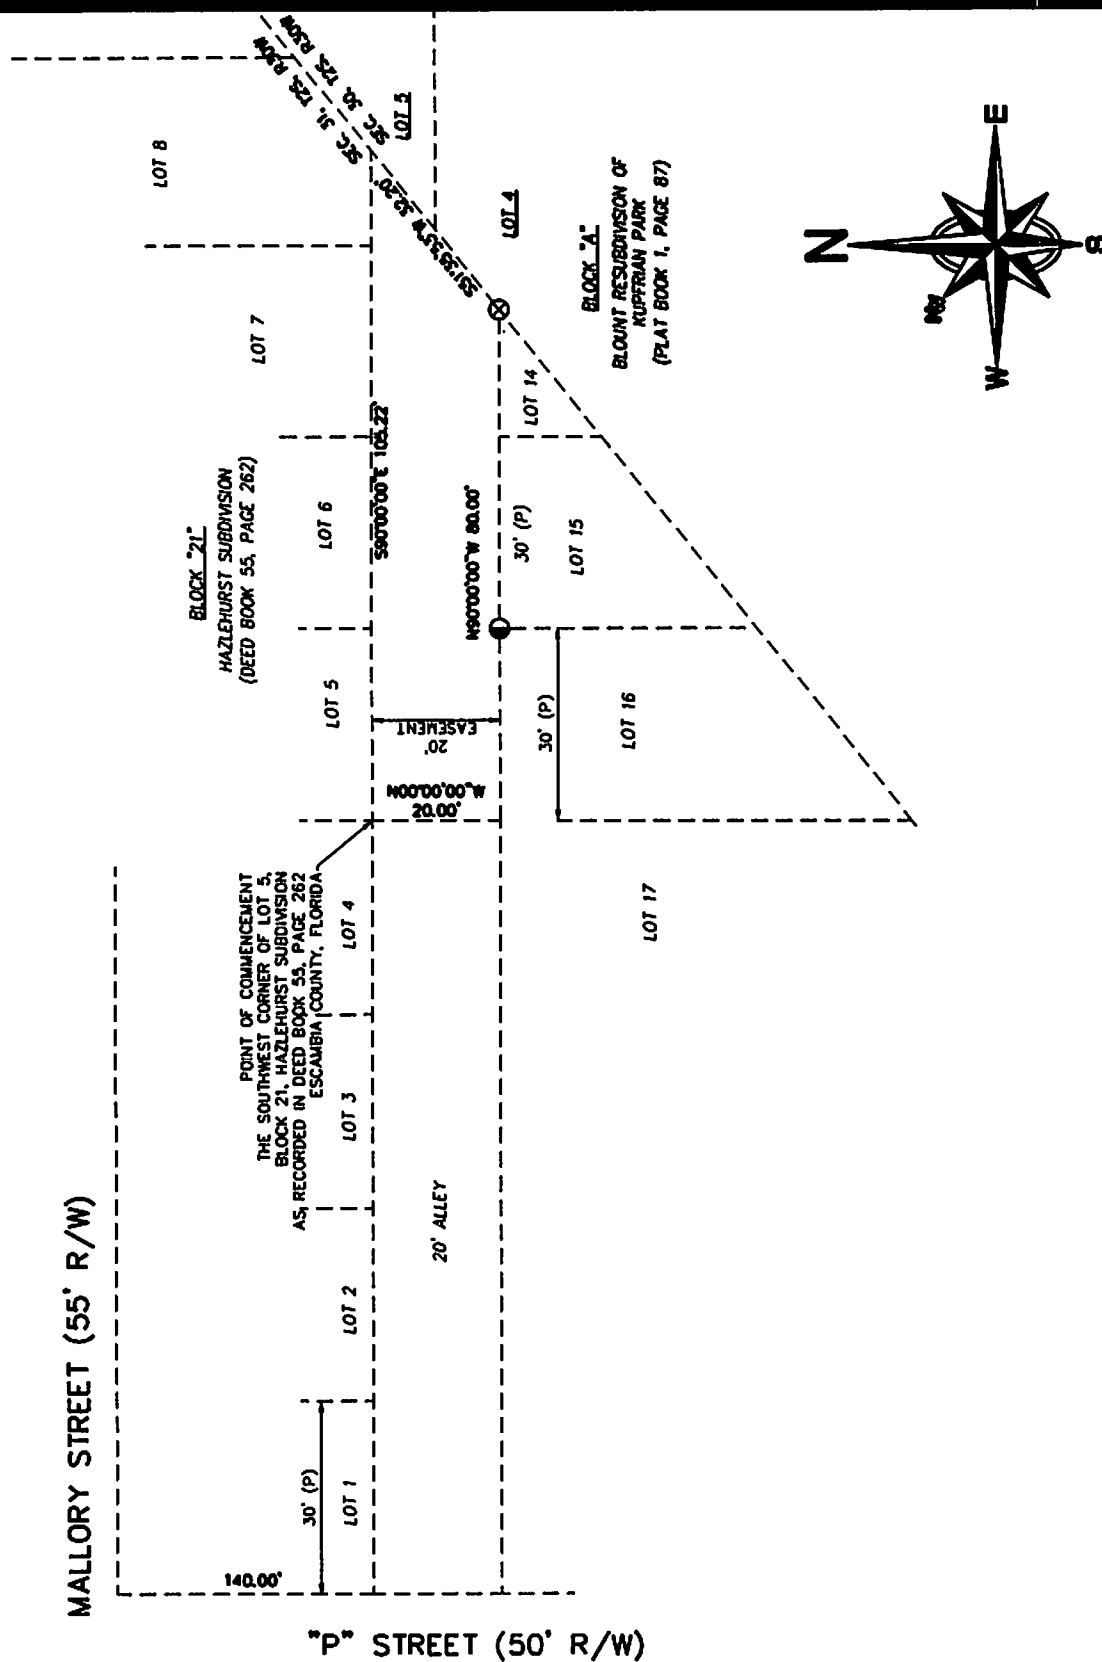 MALLORY STREET (55' R/W)
"P" STREET (50' R/W)
140.00'
30' (P)
LOT 1
LOT 2
LOT 3
LOT 4
20' ALLEY
POINT OF COMMENCEMENT
THE SOUTHWEST CORNER OF LOT 5,
BLOCK 21, HAZLEHURST SUBDIVISION
AS RECORDED IN DEED BOOK 55, PAGE 262
ESCAMBIA COUNTY, FLORIDA
BLOCK "21"
HAZLEHURST SUBDIVISION
(DEED BOOK 55, PAGE 262)
LOT 5
LOT 6
LOT 7
LOT 8
N00°00'00"W
20.00'
20'
EASEMENT
S90°00'00"E 105.22'
N90°00'00"W 80.00'
S51°35'35"W 32.20'
SEC. 31, T2S, R30W
SEC. 30, T2S, R30W
LOT 5
LOT 4
BLOCK "A"
BLOUNT RESUBDIVISION OF
KUPFRIAN PARK
(PLAT BOOK 1, PAGE 87)
LOT 14
30' (P)
LOT 15
30' (P)
LOT 16
LOT 17
N
E
S
W